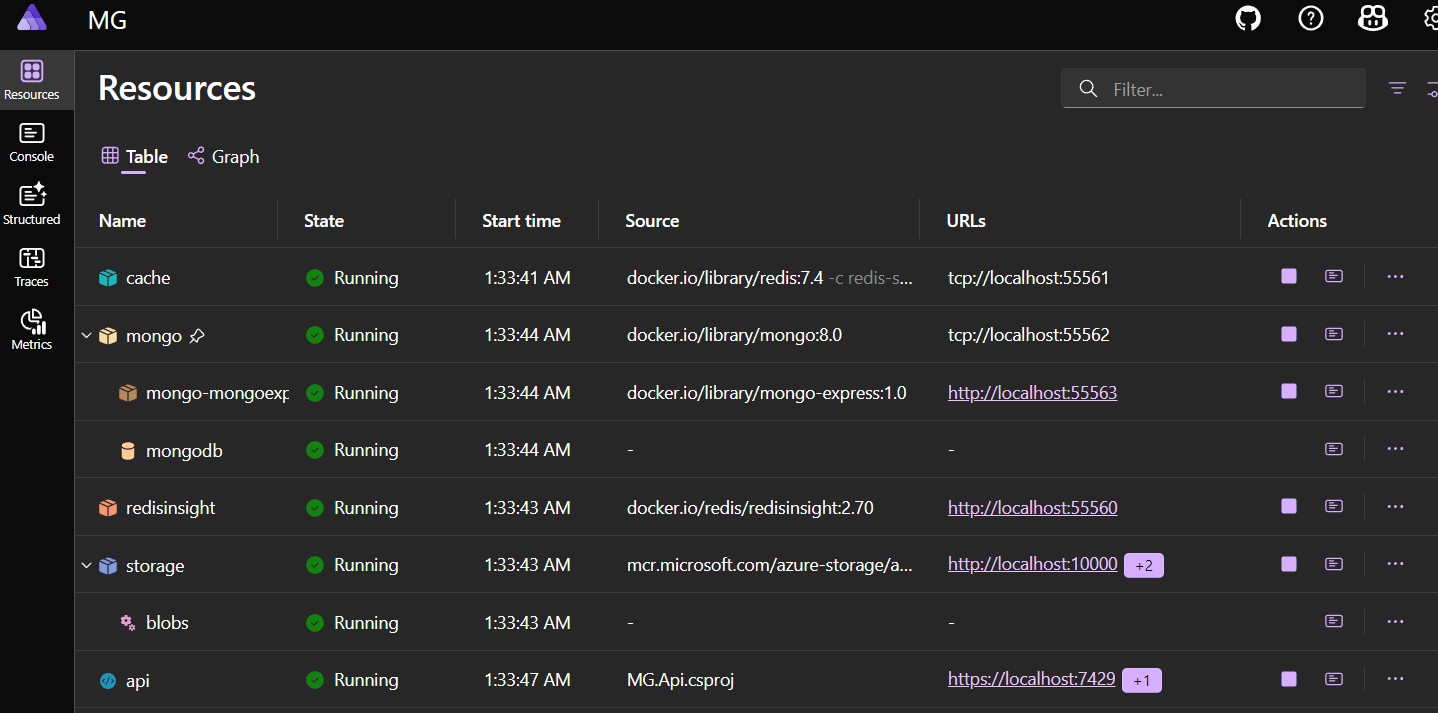 MG
Resources
Console
Structured
Traces
Metrics
Resources
Filter...
Table Graph
Name State Start time Source URLs Actions
cache Running 1:33:41 AM docker.io/library/redis:7.4 -c redis-s... tcp://localhost:55561
mongo Running 1:33:44 AM docker.io/library/mongo:8.0 tcp://localhost:55562
mongo-mongoexp Running 1:33:44 AM docker.io/library/mongo-express:1.0 http://localhost:55563
mongodb Running 1:33:44 AM - -
redisinsight Running 1:33:43 AM docker.io/redis/redisinsight:2.70 http://localhost:55560
storage Running 1:33:43 AM mcr.microsoft.com/azure-storage/a... http://localhost:10000 +2
blobs Running 1:33:43 AM - -
api Running 1:33:47 AM MG.Api.csproj https://localhost:7429 +1